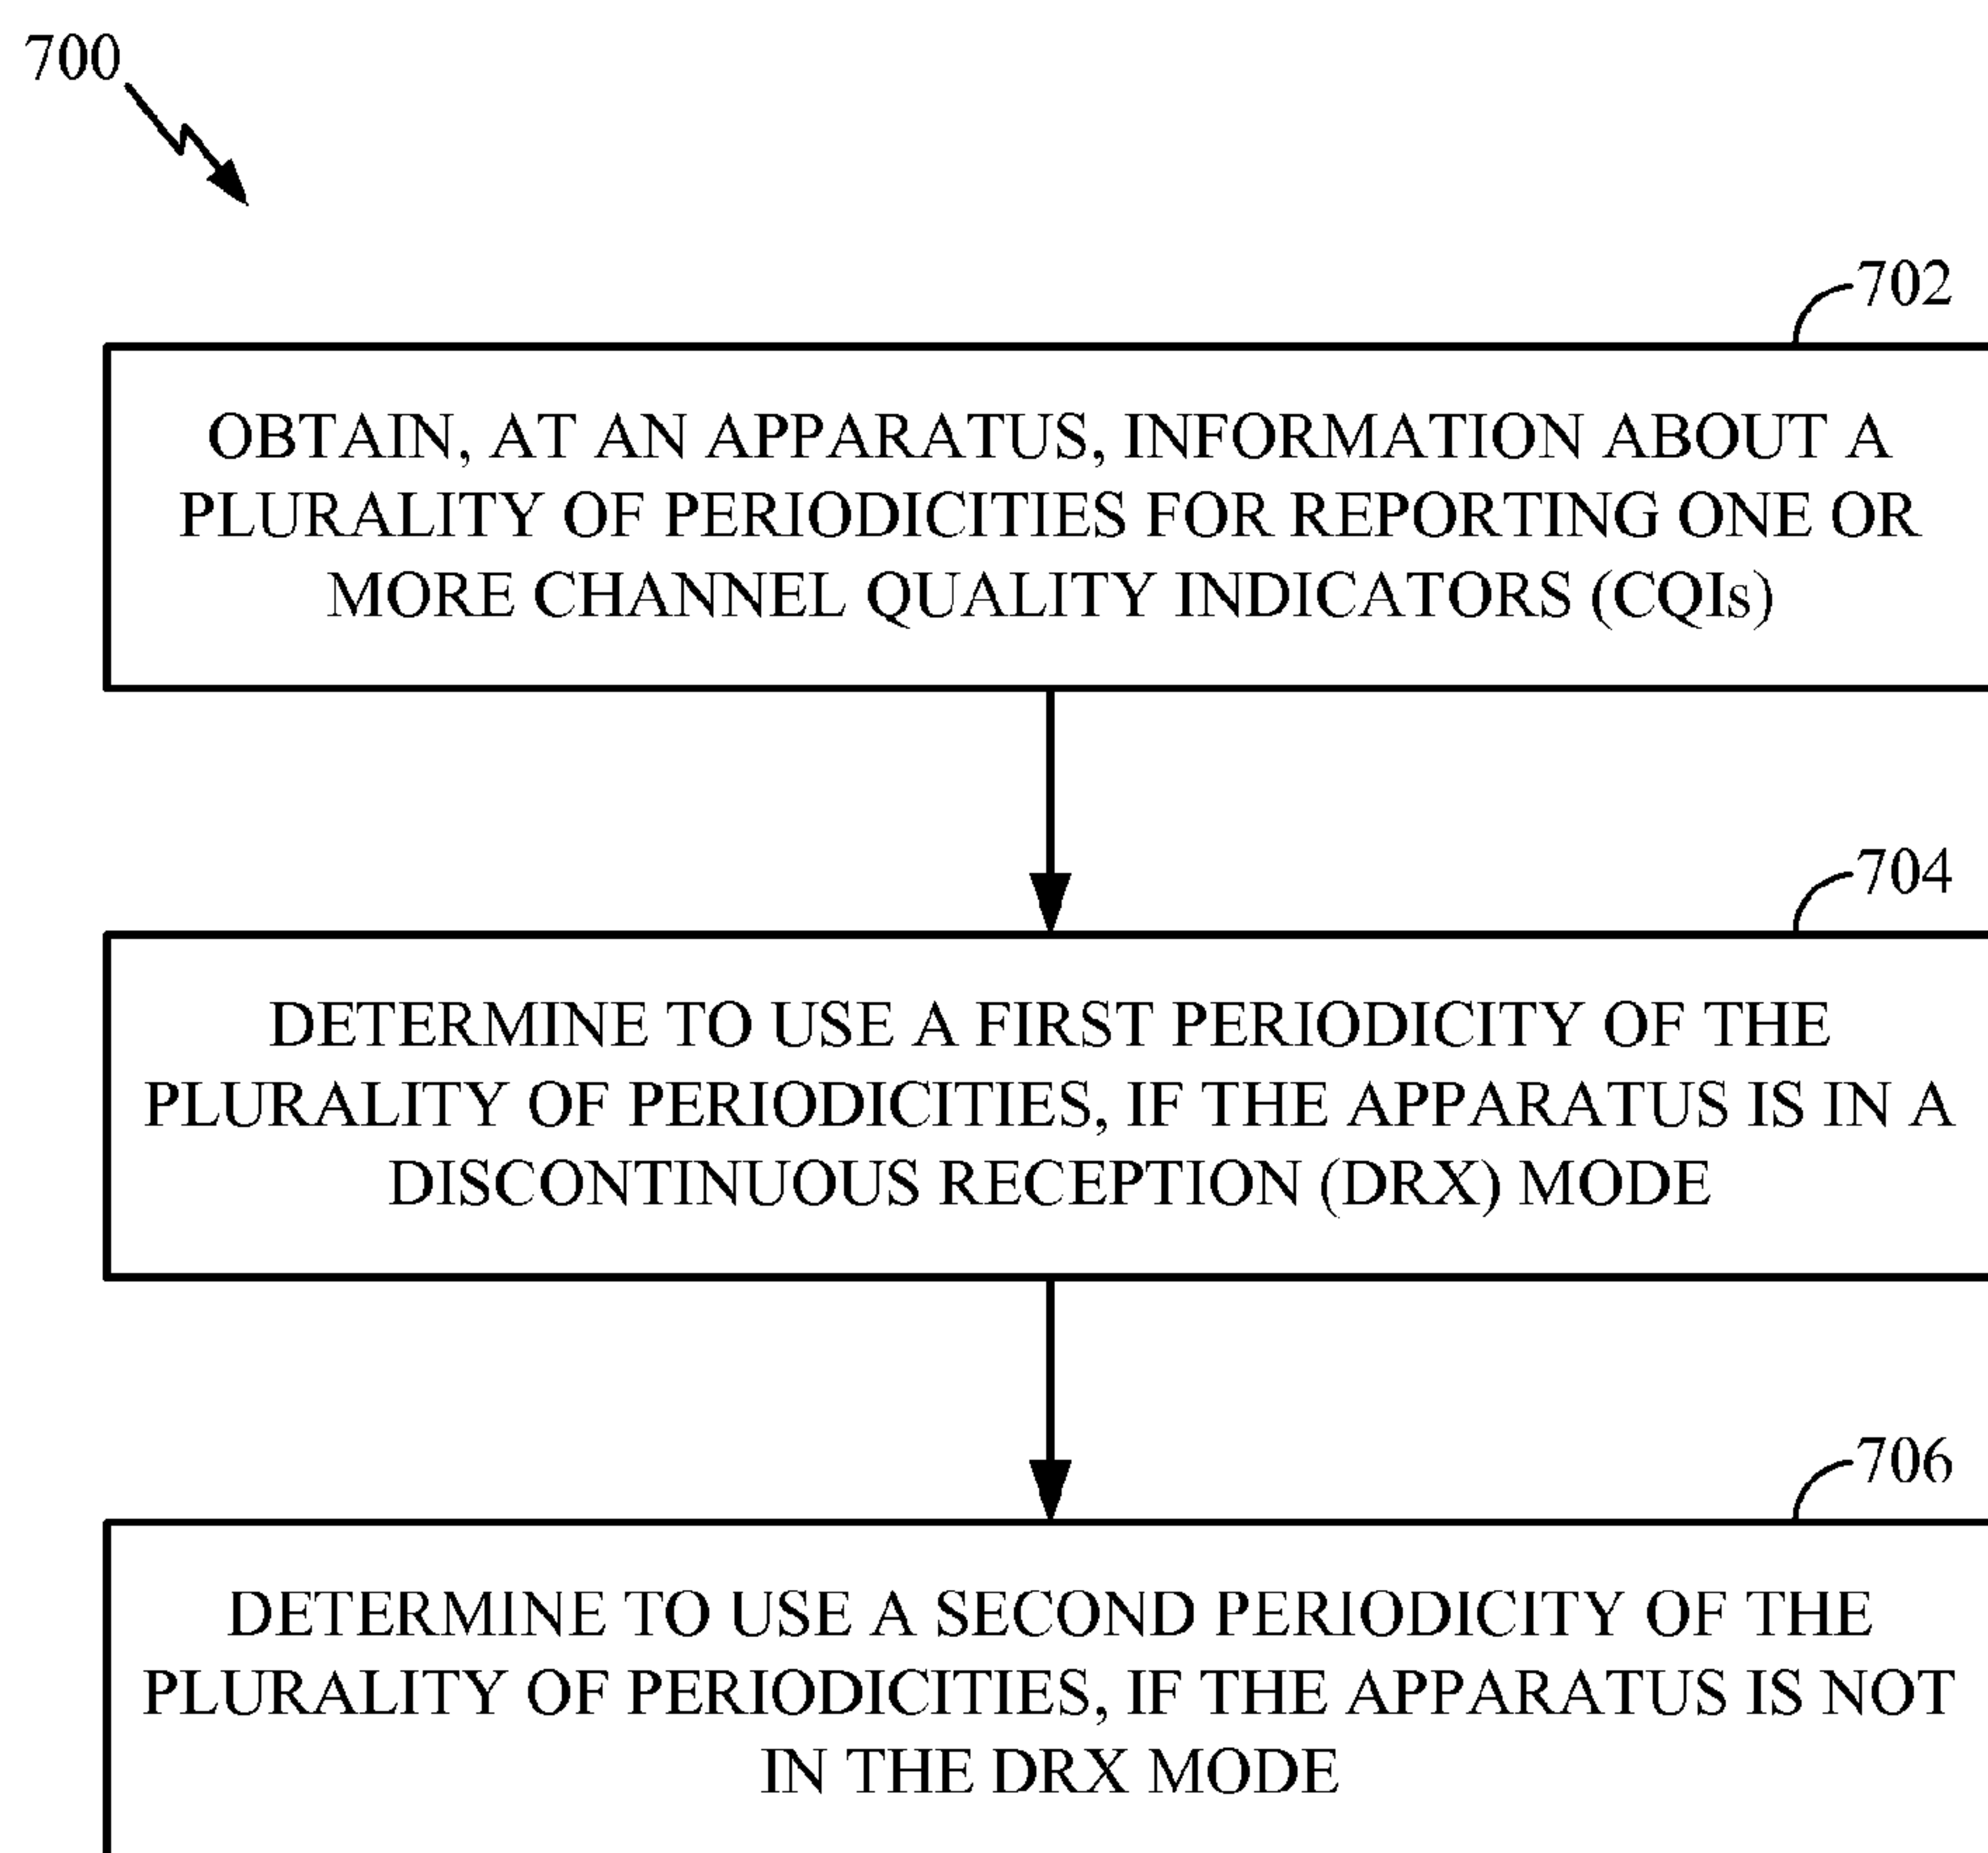 700
702
OBTAIN, AT AN APPARATUS, INFORMATION ABOUT A
PLURALITY OF PERIODICITIES FOR REPORTING ONE OR
MORE CHANNEL QUALITY INDICATORS (CQIs)
704
DETERMINE TO USE A FIRST PERIODICITY OF THE
PLURALITY OF PERIODICITIES, IF THE APPARATUS IS IN A
DISCONTINUOUS RECEPTION (DRX) MODE
706
DETERMINE TO USE A SECOND PERIODICITY OF THE
PLURALITY OF PERIODICITIES, IF THE APPARATUS IS NOT
IN THE DRX MODE